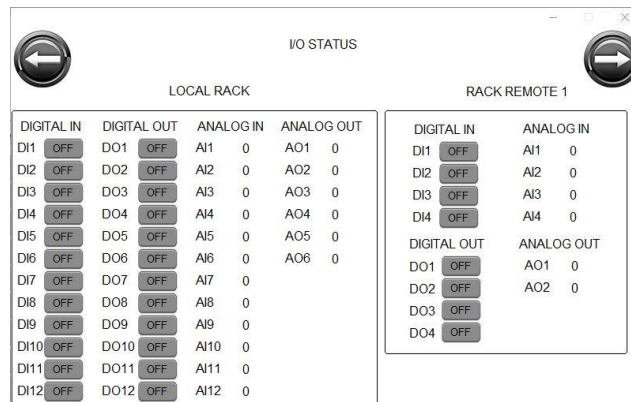 I/O STATUS
LOCAL RACK
DIGITAL IN DIGITAL OUT ANALOG IN ANALOG OUT
DI1 OFF DO1 OFF AI1 0 AO1 0
DI2 OFF DO2 OFF AI2 0 AO2 0
DI3 OFF DO3 OFF AI3 0 AO3 0
DI4 OFF DO4 OFF AI4 0 AO4 0
DI5 OFF DO5 OFF AI5 0 AO5 0
DI6 OFF DO6 OFF AI6 0 AO6 0
DI7 OFF DO7 OFF AI7 0
DI8 OFF DO8 OFF AI8 0
DI9 OFF DO9 OFF AI9 0
DI10 OFF DO10 OFF AI10 0
DI11 OFF DO11 OFF AI11 0
DI12 OFF DO12 OFF AI12 0
RACK REMOTE 1
DIGITAL IN ANALOG IN
DI1 OFF AI1 0
DI2 OFF AI2 0
DI3 OFF AI3 0
DI4 OFF AI4 0
DIGITAL OUT ANALOG OUT
DO1 OFF AO1 0
DO2 OFF AO2 0
DO3 OFF
DO4 OFF